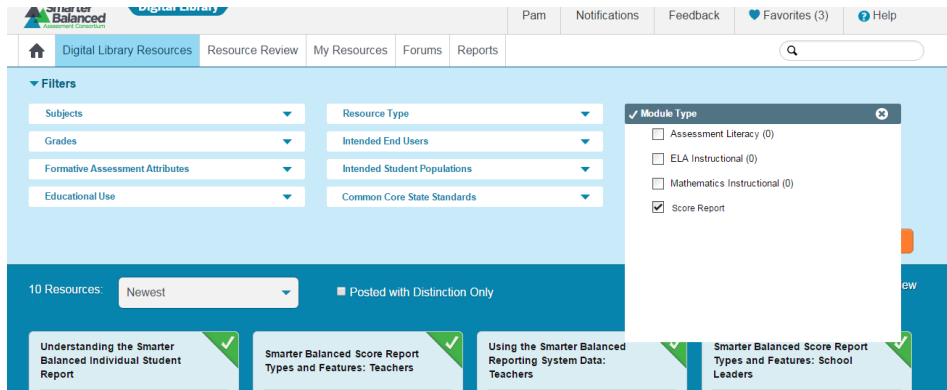 Smarter
Balanced
Assessment Consortium
Digital Library
Pam
Notifications
Feedback
Favorites (3)
Help
Digital Library Resources
Resource Review
My Resources
Forums
Reports
Filters
Subjects
Resource Type
Module Type
Grades
Intended End Users
Assessment Literacy (0)
Formative Assessment Attributes
Intended Student Populations
ELA Instructional (0)
Educational Use
Common Core State Standards
Mathematics Instructional (0)
Score Report
10 Resources:
Newest
Posted with Distinction Only
Understanding the Smarter
Balanced Individual Student
Report
Smarter Balanced Score Report
Types and Features: Teachers
Using the Smarter Balanced
Reporting System Data:
Teachers
Smarter Balanced Score Report
Types and Features: School
Leaders